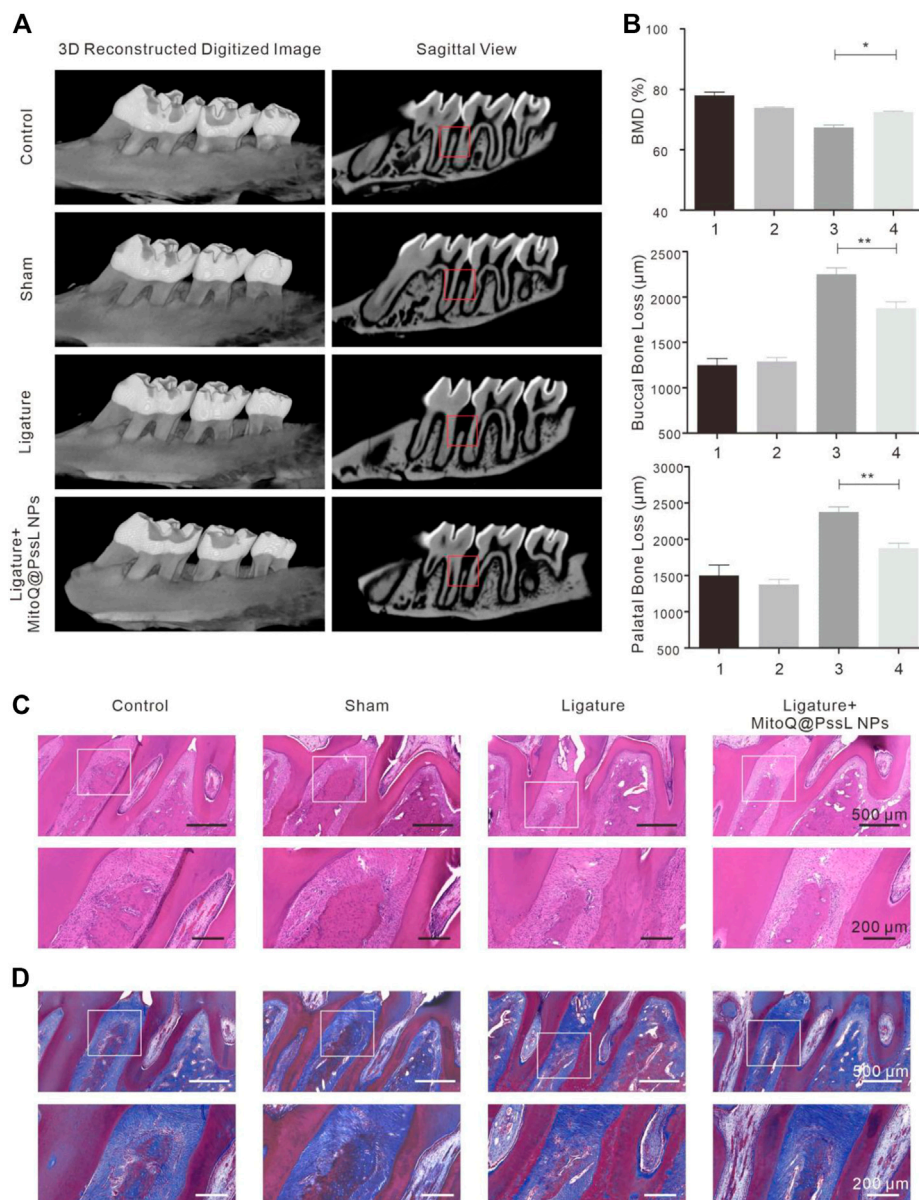 A
3D Reconstructed Digitized Image
Sagittal View
Control
Sham
Ligature
Ligature+
MitoQ@PssL NPs
B
BMD (%)
100
80
60
40
*
1 2 3 4
Buccal Bone Loss (μm)
2500
2000
1500
1000
500
**
1 2 3 4
Palatal Bone Loss (μm)
3000
2500
2000
1500
1000
500
**
1 2 3 4
C
Control
Sham
Ligature
Ligature+
MitoQ@PssL NPs
500 μm
200 μm
D
500 μm
200 μm